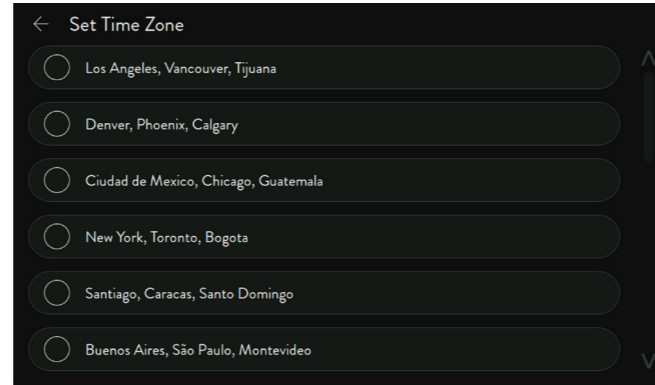 Set Time Zone
Los Angeles, Vancouver, Tijuana
Denver, Phoenix, Calgary
Ciudad de Mexico, Chicago, Guatemala
New York, Toronto, Bogota
Santiago, Caracas, Santo Domingo
Buenos Aires, São Paulo, Montevideo